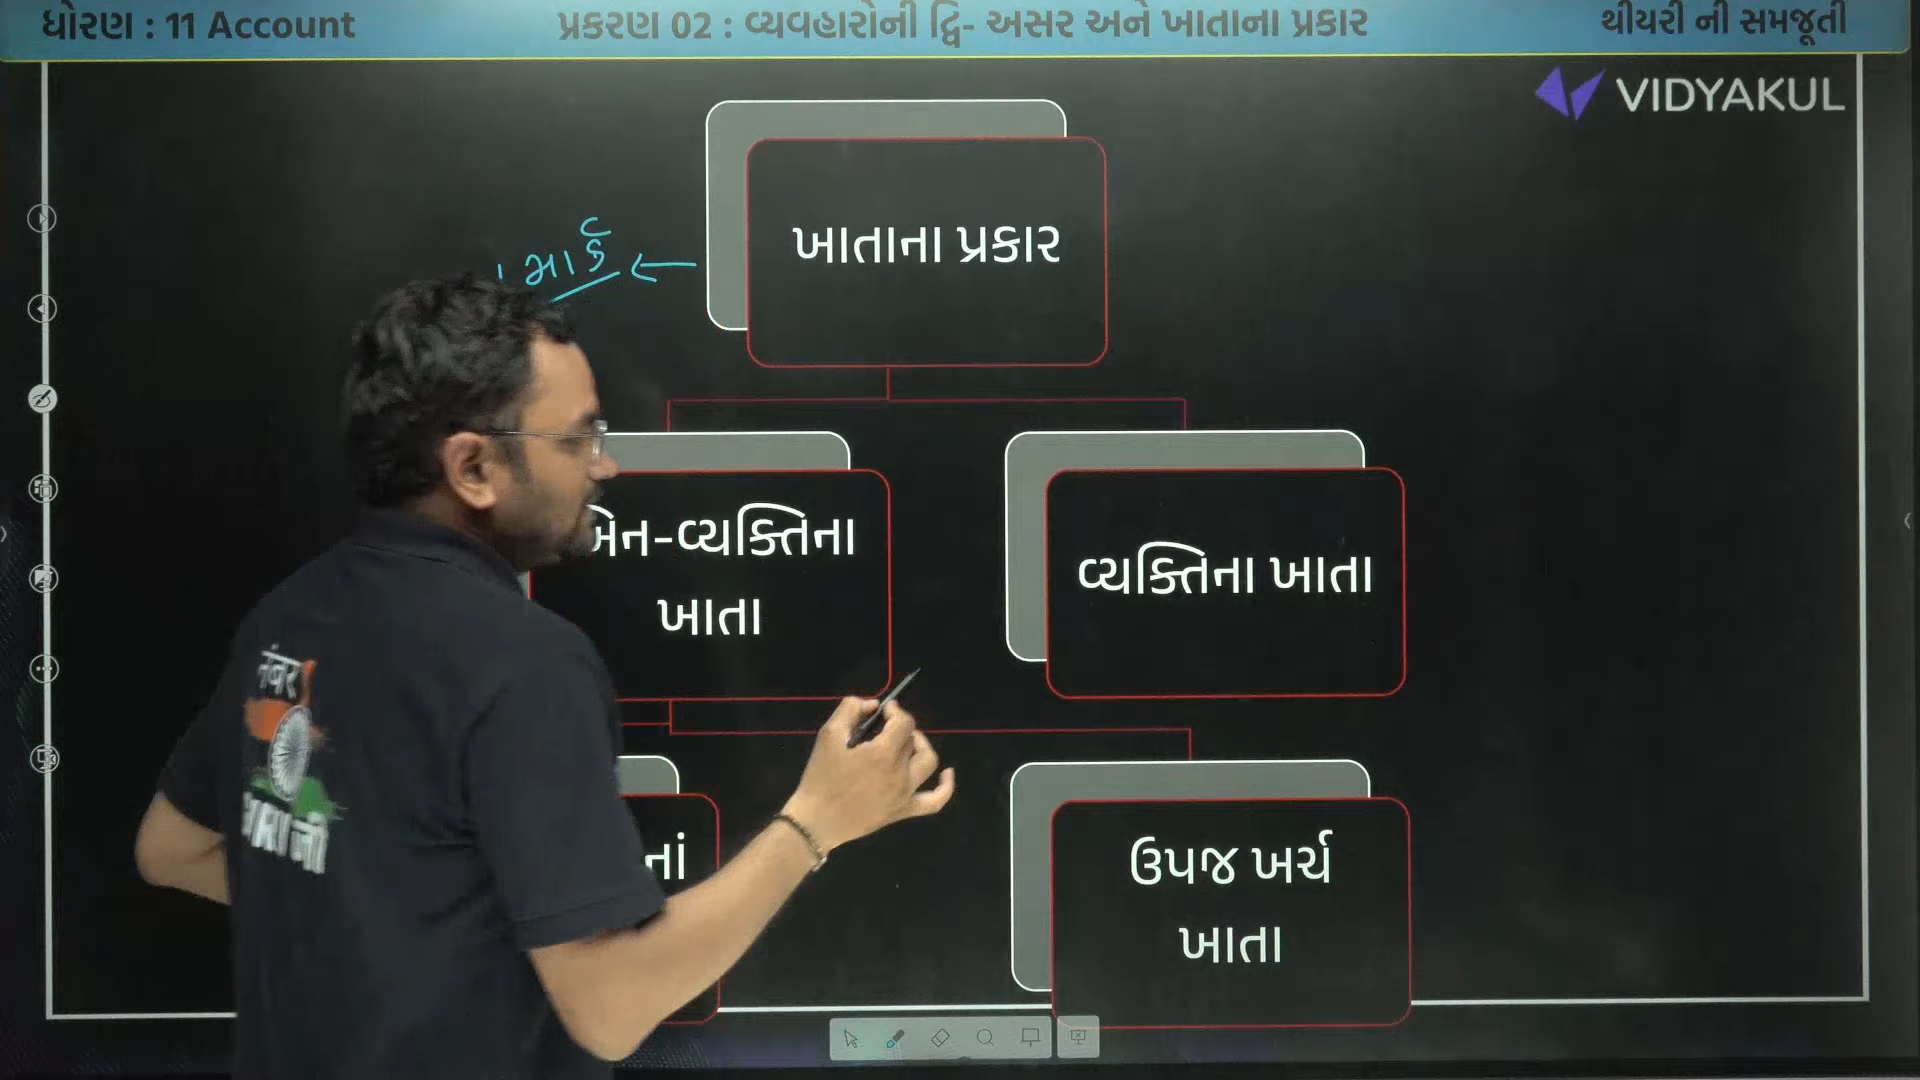 ધોરણ : 11 Account
પ્રકરણ 02 : વ્યવહારોની દ્વિ- અસર અને ખાતાના પ્રકાર
થીયરી ની સમજૂતી
VIDYAKUL
ખાતાના પ્રકાર
માર્ક
બિન-વ્યક્તિના
ખાતા
વ્યક્તિના ખાતા
નાં
ઉપજ ખર્ચ
ખાતા